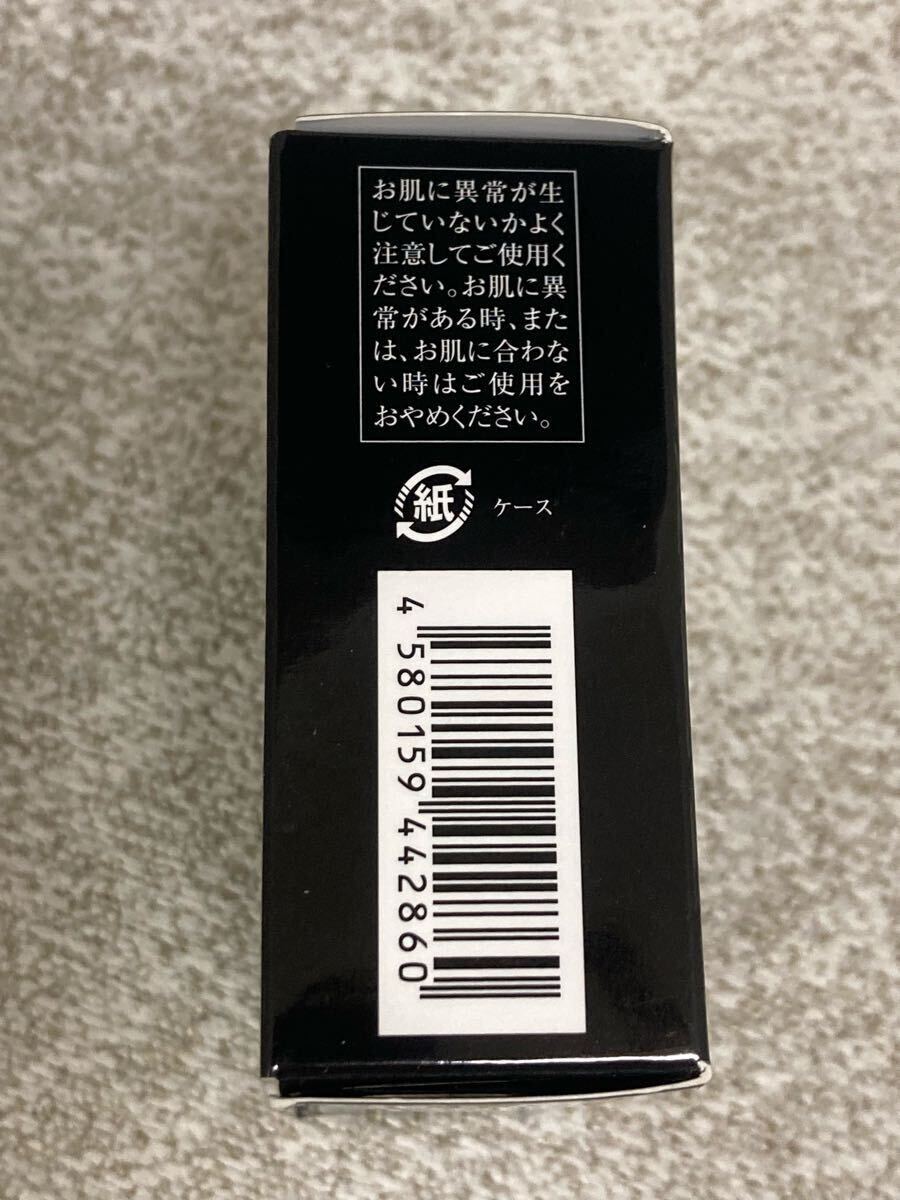 お肌に異常が生
じていないかよく
注意してご使用く
ださい。お肌に異
常がある時、また
は、お肌に合わな
い時はご使用を
おやめください。
紙 ケース
4 580159 442860